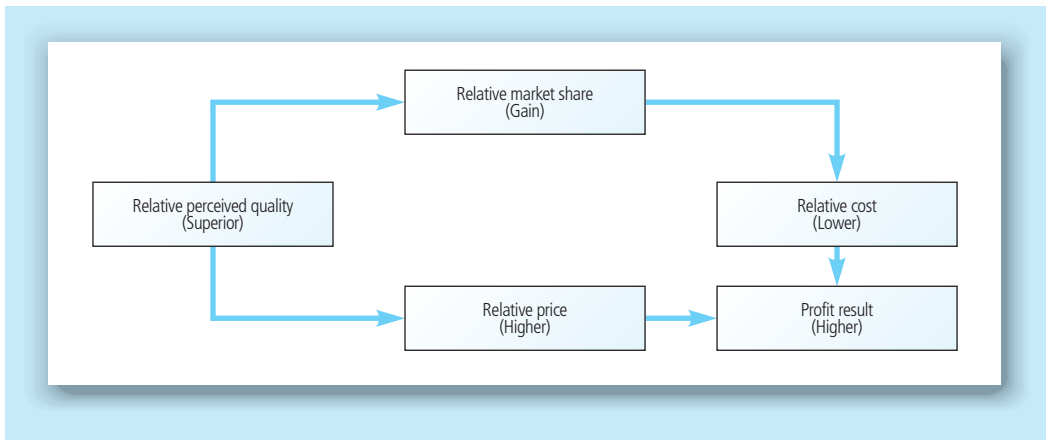 Relative market share
(Gain)
Relative perceived quality
(Superior)
Relative cost
(Lower)
Relative price
(Higher)
Profit result
(Higher)